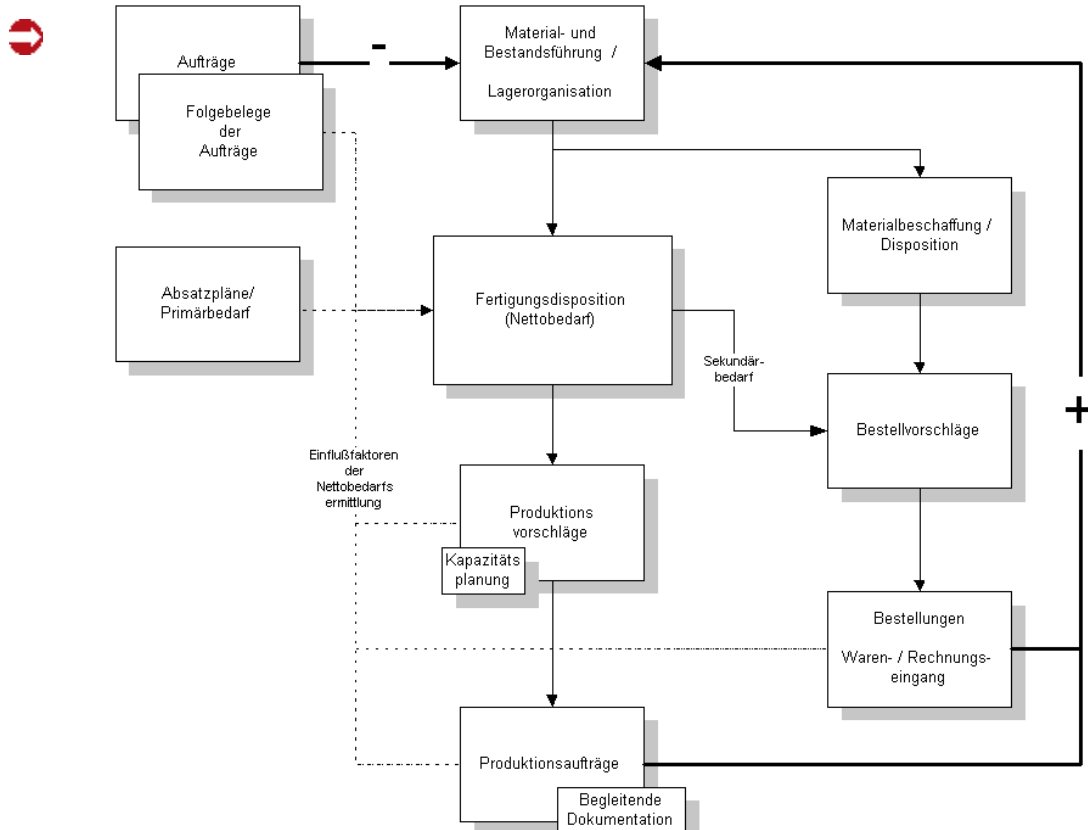 Aufträge
-
Material- und
Bestandsführung /
Lagerorganisation
Folgebelege
der
Aufträge
Materialbeschaffung /
Disposition
Absatzpläne/
Primärbedarf
Fertigungsdisposition
(Nettobedarf)
Sekundär-
bedarf
+
Bestellvorschläge
Einflußfaktoren
der
Nettobedarfs
ermittlung
Produktions
vorschläge
Kapazitäts
planung
Bestellungen
Waren- / Rechnungs-
eingang
Produktionsaufträge
Begleitende
Dokumentation